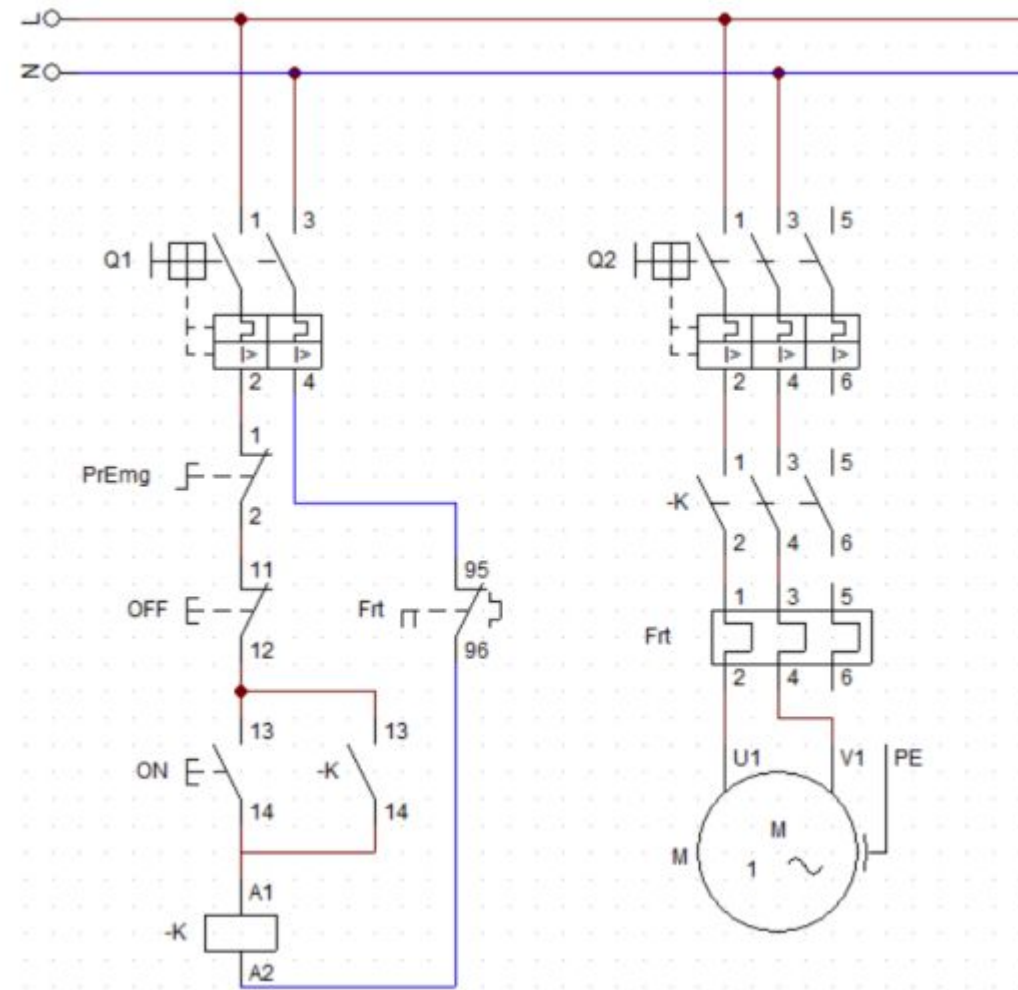 L
N
1 3
Q1
I> I>
2 4
1
PrEmg
2
11
OFF
12
13 13
ON -K
14 14
A1
-K
A2
95
Frt
96
1 3 5
Q2
I> I> I>
2 4 6
1 3 5
-K
2 4 6
1 3 5
Frt
2 4 6
U1 V1 PE
M
M
1